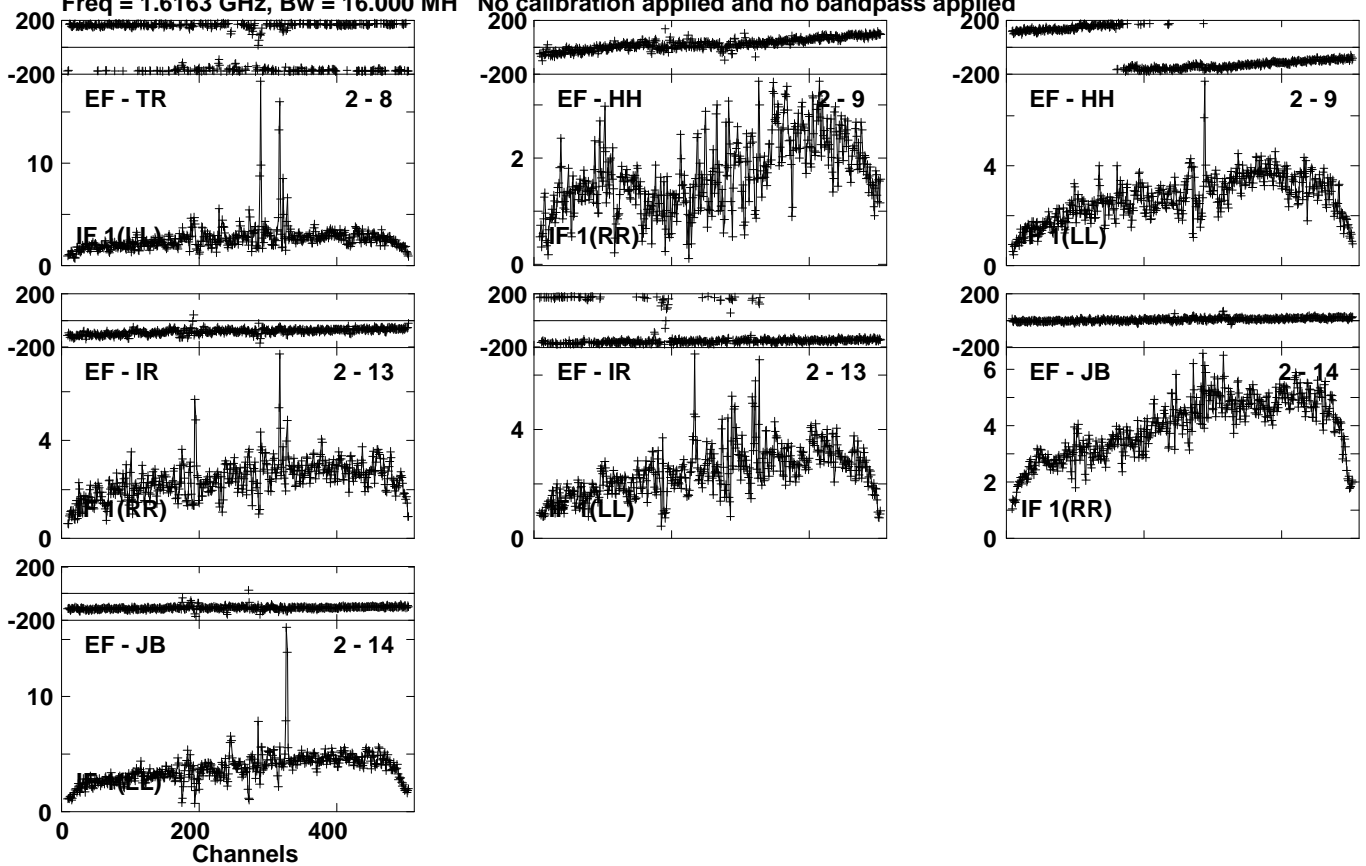 Freq = 1.6163 GHz, Bw = 16.000 MH No calibration applied and no bandpass applied
200
-200
EF - TR 2 - 8
10
IF 1(LL)
0
EF - HH 2 - 9
2
IF 1(RR)
0
200
-200
EF - HH 2 - 9
4
IF 1(LL)
0
200
-200
EF - IR 2 - 13
4
IF 1(RR)
0
200
-200
EF - IR 2 - 13
4
IF 1(LL)
0
200
-200
6
EF - JB 2 - 14
4
2
IF 1(RR)
0
200
-200
EF - JB 2 - 14
10
IF 1(LL)
0
0 200 400
Channels